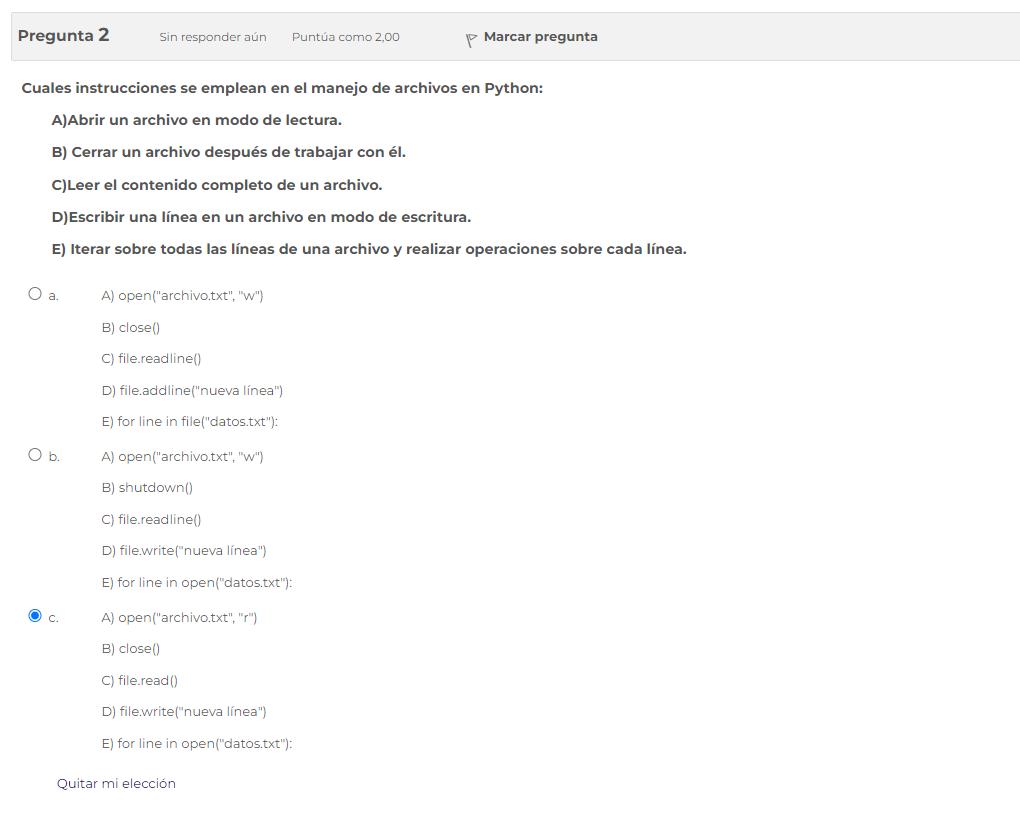 Pregunta 2 Sin responder aún Puntúa como 2,00 Marcar pregunta
Cuales instrucciones se emplean en el manejo de archivos en Python:
A)Abrir un archivo en modo de lectura.
B) Cerrar un archivo después de trabajar con él.
C)Leer el contenido completo de un archivo.
D)Escribir una línea en un archivo en modo de escritura.
E) Iterar sobre todas las líneas de una archivo y realizar operaciones sobre cada línea.
a. A) open("archivo.txt", "w")
B) close()
C) file.readline()
D) file.addline("nueva línea")
E) for line in file("datos.txt"):
b. A) open("archivo.txt", "w")
B) shutdown()
C) file.readline()
D) file.write("nueva línea")
E) for line in open("datos.txt"):
c. A) open("archivo.txt", "r")
B) close()
C) file.read()
D) file.write("nueva línea")
E) for line in open("datos.txt"):
Quitar mi elección